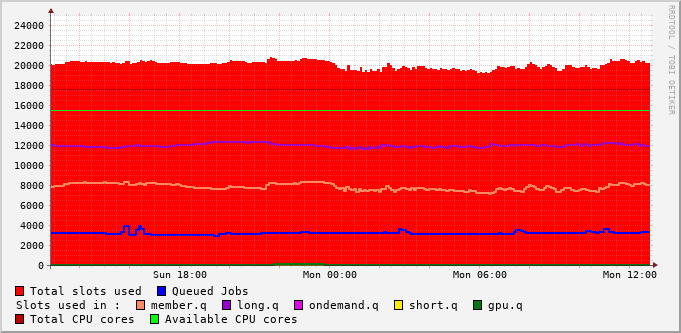 RRDTOOL / TOBI OETIKER
24000
22000
20000
18000
16000
14000
12000
10000
8000
6000
4000
2000
0
Sun 18:00 Mon 00:00 Mon 06:00 Mon 12:00
Total slots used Queued Jobs
Slots used in : member.q long.q ondemand.q short.q gpu.q
Total CPU cores Available CPU cores